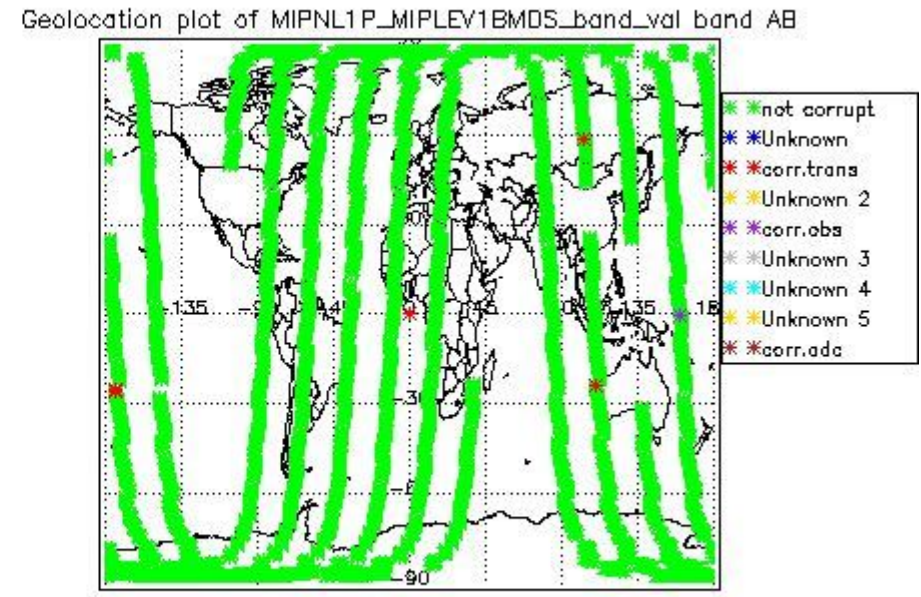 Geolocation plot of MIPNL1P_MIPLEV1BMDS_band_val band AB
not corrupt
Unknown
corr.trans
Unknown 2
corr.obs
Unknown 3
Unknown 4
Unknown 5
corr.adc
-135
135
-90